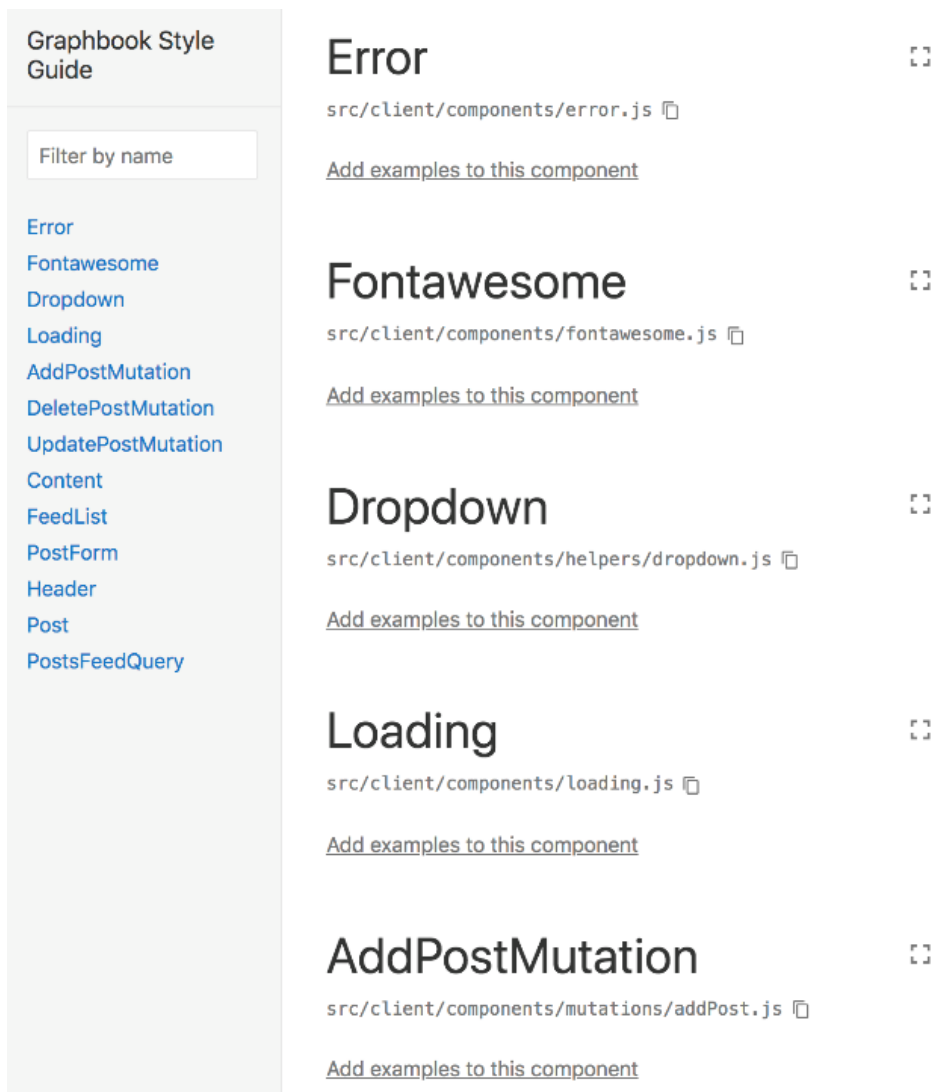 Graphbook Style
Guide
Filter by name
Error
Fontawesome
Dropdown
Loading
AddPostMutation
DeletePostMutation
UpdatePostMutation
Content
FeedList
PostForm
Header
Post
PostsFeedQuery
Error
src/client/components/error.js
Add examples to this component
Fontawesome
src/client/components/fontawesome.js
Add examples to this component
Dropdown
src/client/components/helpers/dropdown.js
Add examples to this component
Loading
src/client/components/loading.js
Add examples to this component
AddPostMutation
src/client/components/mutations/addPost.js
Add examples to this component